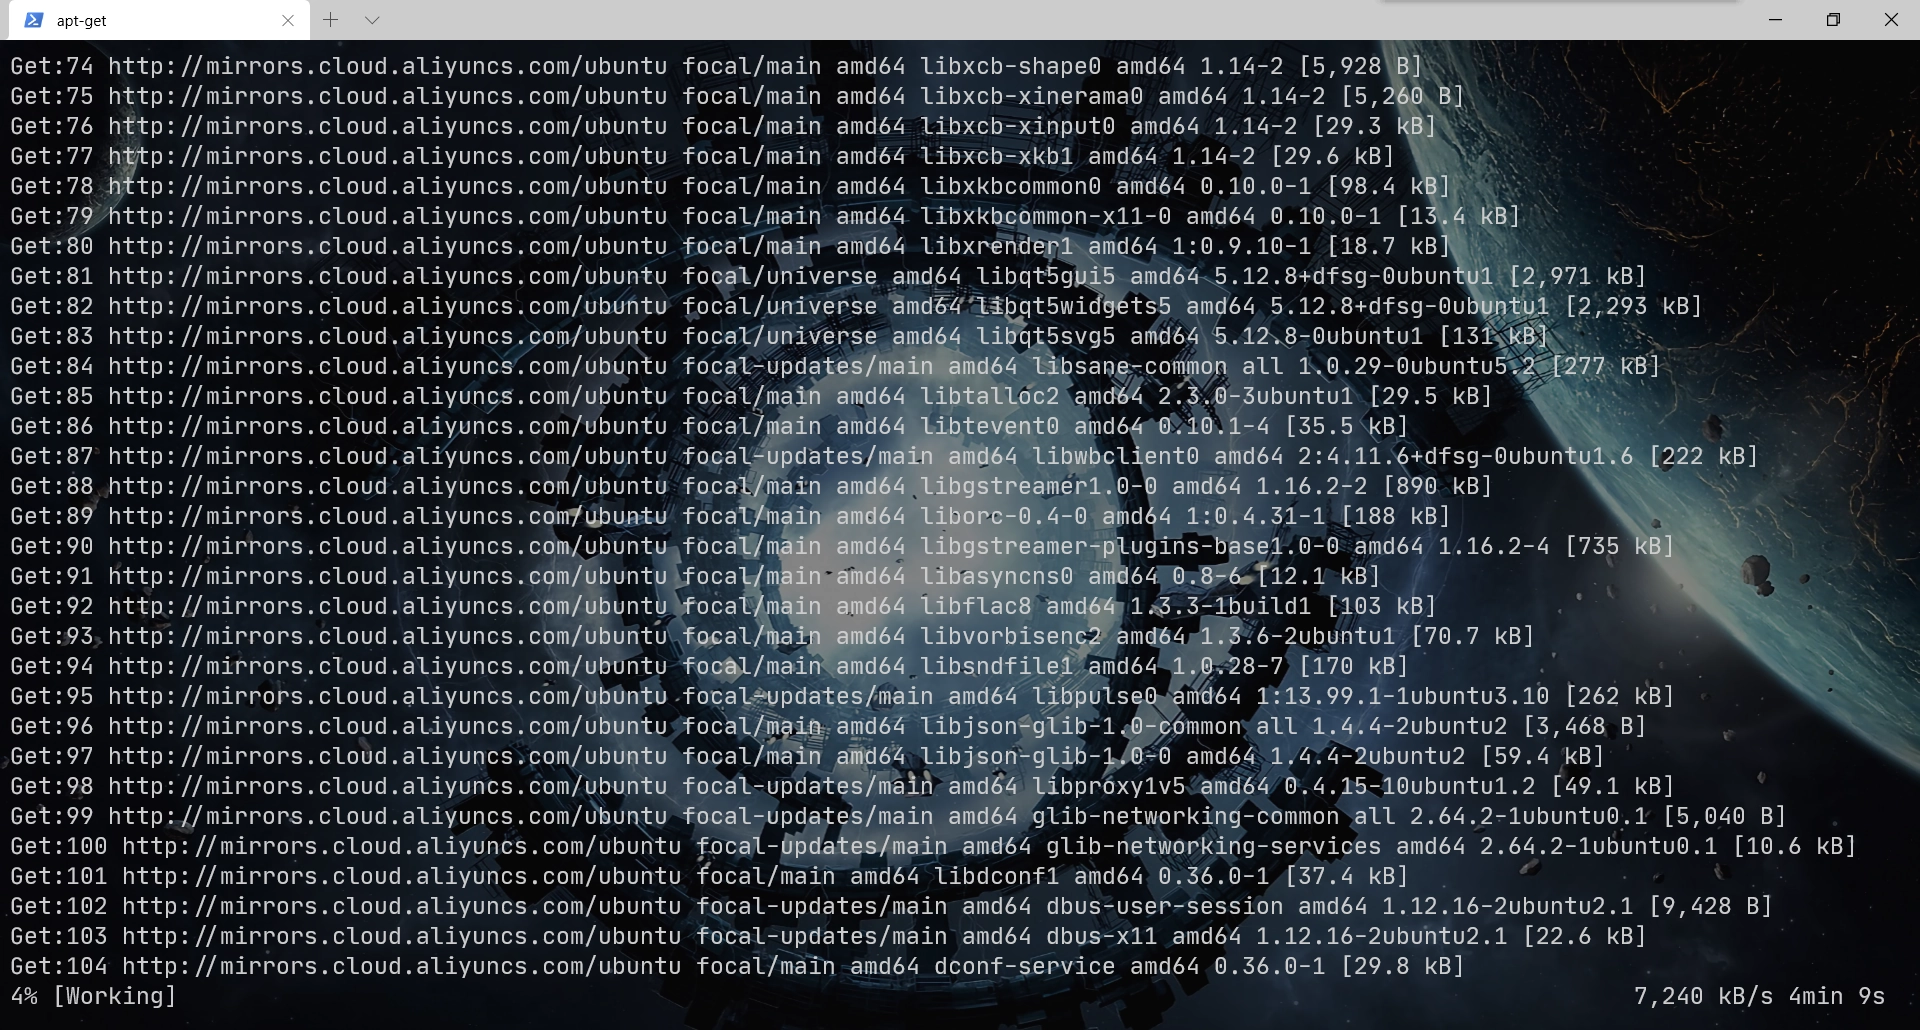 apt-get
Get:74 http://mirrors.cloud.aliyuncs.com/ubuntu focal/main amd64 libxcb-shape0 amd64 1.14-2 [5,928 B]
Get:75 http://mirrors.cloud.aliyuncs.com/ubuntu focal/main amd64 libxcb-xinerama0 amd64 1.14-2 [5,260 B]
Get:76 http://mirrors.cloud.aliyuncs.com/ubuntu focal/main amd64 libxcb-xinput0 amd64 1.14-2 [29.3 kB]
Get:77 http://mirrors.cloud.aliyuncs.com/ubuntu focal/main amd64 libxcb-xkb1 amd64 1.14-2 [29.6 kB]
Get:78 http://mirrors.cloud.aliyuncs.com/ubuntu focal/main amd64 libxkbcommon0 amd64 0.10.0-1 [98.4 kB]
Get:79 http://mirrors.cloud.aliyuncs.com/ubuntu focal/main amd64 libxkbcommon-x11-0 amd64 0.10.0-1 [13.4 kB]
Get:80 http://mirrors.cloud.aliyuncs.com/ubuntu focal/main amd64 libxrender1 amd64 1:0.9.10-1 [18.7 kB]
Get:81 http://mirrors.cloud.aliyuncs.com/ubuntu focal/universe amd64 libqt5gui5 amd64 5.12.8+dfsg-0ubuntu1 [2,971 kB]
Get:82 http://mirrors.cloud.aliyuncs.com/ubuntu focal/universe amd64 libqt5widgets5 amd64 5.12.8+dfsg-0ubuntu1 [2,293 kB]
Get:83 http://mirrors.cloud.aliyuncs.com/ubuntu focal/universe amd64 libqt5svg5 amd64 5.12.8-0ubuntu1 [131 kB]
Get:84 http://mirrors.cloud.aliyuncs.com/ubuntu focal-updates/main amd64 libsane-common all 1.0.29-0ubuntu5.2 [277 kB]
Get:85 http://mirrors.cloud.aliyuncs.com/ubuntu focal/main amd64 libtalloc2 amd64 2.3.0-3ubuntu1 [29.5 kB]
Get:86 http://mirrors.cloud.aliyuncs.com/ubuntu focal/main amd64 libtevent0 amd64 0.10.1-4 [35.5 kB]
Get:87 http://mirrors.cloud.aliyuncs.com/ubuntu focal-updates/main amd64 libwbclient0 amd64 2:4.11.6+dfsg-0ubuntu1.6 [222 kB]
Get:88 http://mirrors.cloud.aliyuncs.com/ubuntu focal/main amd64 libgstreamer1.0-0 amd64 1.16.2-2 [890 kB]
Get:89 http://mirrors.cloud.aliyuncs.com/ubuntu focal/main amd64 liborc-0.4-0 amd64 1:0.4.31-1 [188 kB]
Get:90 http://mirrors.cloud.aliyuncs.com/ubuntu focal/main amd64 libgstreamer-plugins-base1.0-0 amd64 1.16.2-4 [735 kB]
Get:91 http://mirrors.cloud.aliyuncs.com/ubuntu focal/main amd64 libasyncns0 amd64 0.8-6 [12.1 kB]
Get:92 http://mirrors.cloud.aliyuncs.com/ubuntu focal/main amd64 libflac8 amd64 1.3.3-1build1 [103 kB]
Get:93 http://mirrors.cloud.aliyuncs.com/ubuntu focal/main amd64 libvorbisenc2 amd64 1.3.6-2ubuntu1 [70.7 kB]
Get:94 http://mirrors.cloud.aliyuncs.com/ubuntu focal/main amd64 libsndfile1 amd64 1.0.28-7 [170 kB]
Get:95 http://mirrors.cloud.aliyuncs.com/ubuntu focal-updates/main amd64 libpulse0 amd64 1:13.99.1-1ubuntu3.10 [262 kB]
Get:96 http://mirrors.cloud.aliyuncs.com/ubuntu focal/main amd64 libjson-glib-1.0-common all 1.4.4-2ubuntu2 [3,468 B]
Get:97 http://mirrors.cloud.aliyuncs.com/ubuntu focal/main amd64 libjson-glib-1.0-0 amd64 1.4.4-2ubuntu2 [59.4 kB]
Get:98 http://mirrors.cloud.aliyuncs.com/ubuntu focal-updates/main amd64 libproxy1v5 amd64 0.4.15-10ubuntu1.2 [49.1 kB]
Get:99 http://mirrors.cloud.aliyuncs.com/ubuntu focal-updates/main amd64 glib-networking-common all 2.64.2-1ubuntu0.1 [5,040 B]
Get:100 http://mirrors.cloud.aliyuncs.com/ubuntu focal-updates/main amd64 glib-networking-services amd64 2.64.2-1ubuntu0.1 [10.6 kB]
Get:101 http://mirrors.cloud.aliyuncs.com/ubuntu focal/main amd64 libdconf1 amd64 0.36.0-1 [37.4 kB]
Get:102 http://mirrors.cloud.aliyuncs.com/ubuntu focal-updates/main amd64 dbus-user-session amd64 1.12.16-2ubuntu2.1 [9,428 B]
Get:103 http://mirrors.cloud.aliyuncs.com/ubuntu focal-updates/main amd64 dbus-x11 amd64 1.12.16-2ubuntu2.1 [22.6 kB]
Get:104 http://mirrors.cloud.aliyuncs.com/ubuntu focal/main amd64 dconf-service amd64 0.36.0-1 [29.8 kB]
4% [Working] 7,240 kB/s 4min 9s